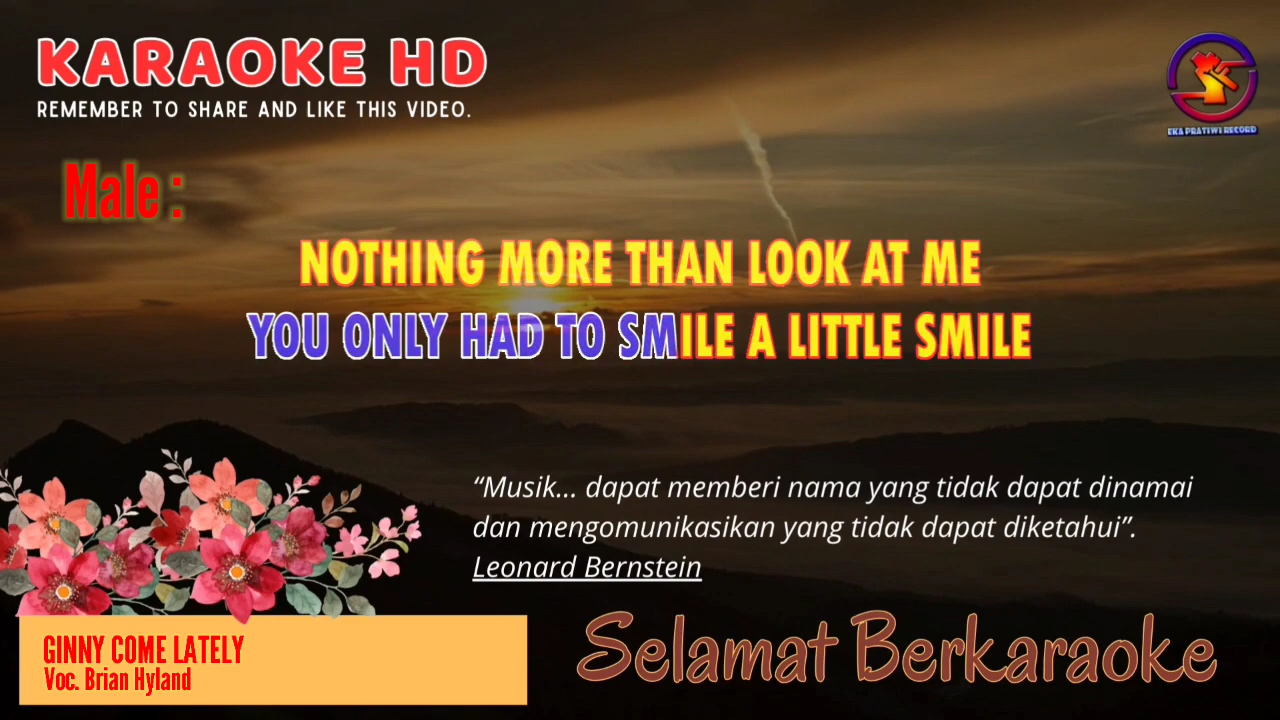 KARAOKE HD
REMEMBER TO SHARE AND LIKE THIS VIDEO.
EKA PRATIWI RECORD
Male :
NOTHING MORE THAN LOOK AT ME
YOU ONLY HAD TO SMILE A LITTLE SMILE
“Musik... dapat memberi nama yang tidak dapat dinamai
dan mengomunikasikan yang tidak dapat diketahui”.
Leonard Bernstein
GINNY COME LATELY
Voc. Brian Hyland
Selamat Berkaraoke